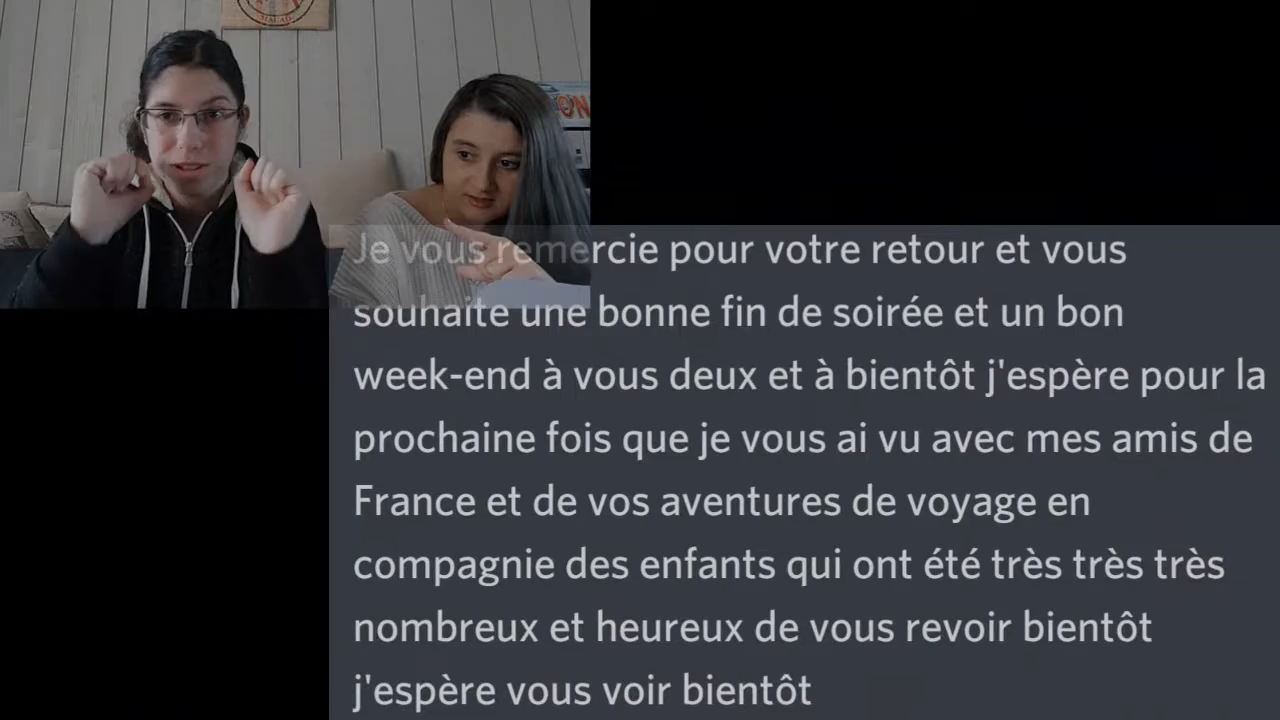 ON
Je vous remercie pour votre retour et vous
souhaite une bonne fin de soirée et un bon
week-end à vous deux et à bientôt j'espère pour la
prochaine fois que je vous ai vu avec mes amis de
France et de vos aventures de voyage en
compagnie des enfants qui ont été très très très
nombreux et heureux de vous revoir bientôt
j'espère vous voir bientôt